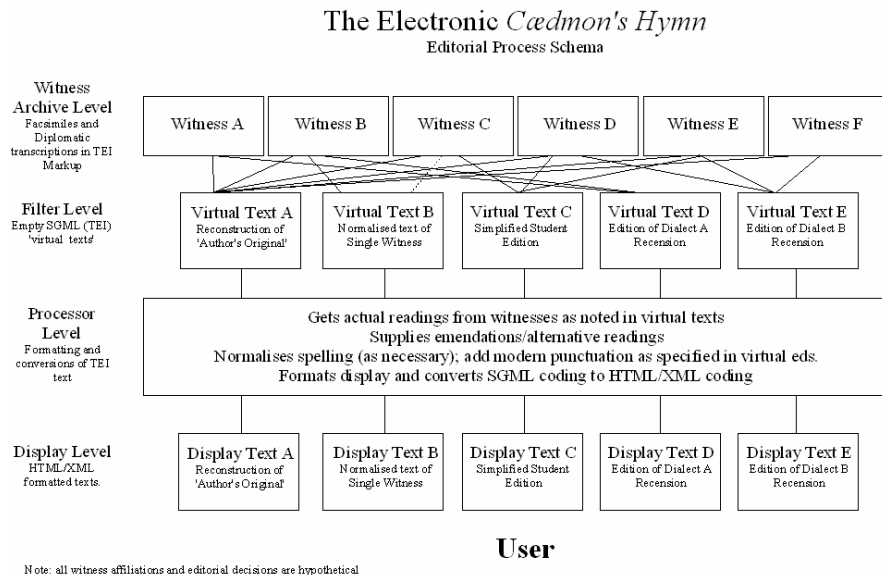 The Electronic Cædmon's Hymn
Editorial Process Schema
Witness
Archive Level
Facsimiles and
Diplomatic
transcriptions in TEI
Markup
Witness A
Witness B
Witness C
Witness D
Witness E
Witness F
Filter Level
Empty SGML (TEI)
'virtual texts'
Virtual Text A
Reconstruction of
'Author's Original'
Virtual Text B
Normalised text of
Single Witness
Virtual Text C
Simplified Student
Edition
Virtual Text D
Edition of Dialect A
Recension
Virtual Text E
Edition of Dialect B
Recension
Processor
Level
Formatting and
conversions of TEI
text
Gets actual readings from witnesses as noted in virtual texts
Supplies emendations/alternative readings
Normalises spelling (as necessary); add modern punctuation as specified in virtual eds.
Formats display and converts SGML coding to HTML/XML coding
Display Level
HTML/XML
formatted texts.
Display Text A
Reconstruction of
'Author's Original'
Display Text B
Normalised text of
Single Witness
Display Text C
Simplified Student
Edition
Display Text D
Edition of Dialect A
Recension
Display Text E
Edition of Dialect B
Recension
User
Note: all witness affiliations and editorial decisions are hypothetical